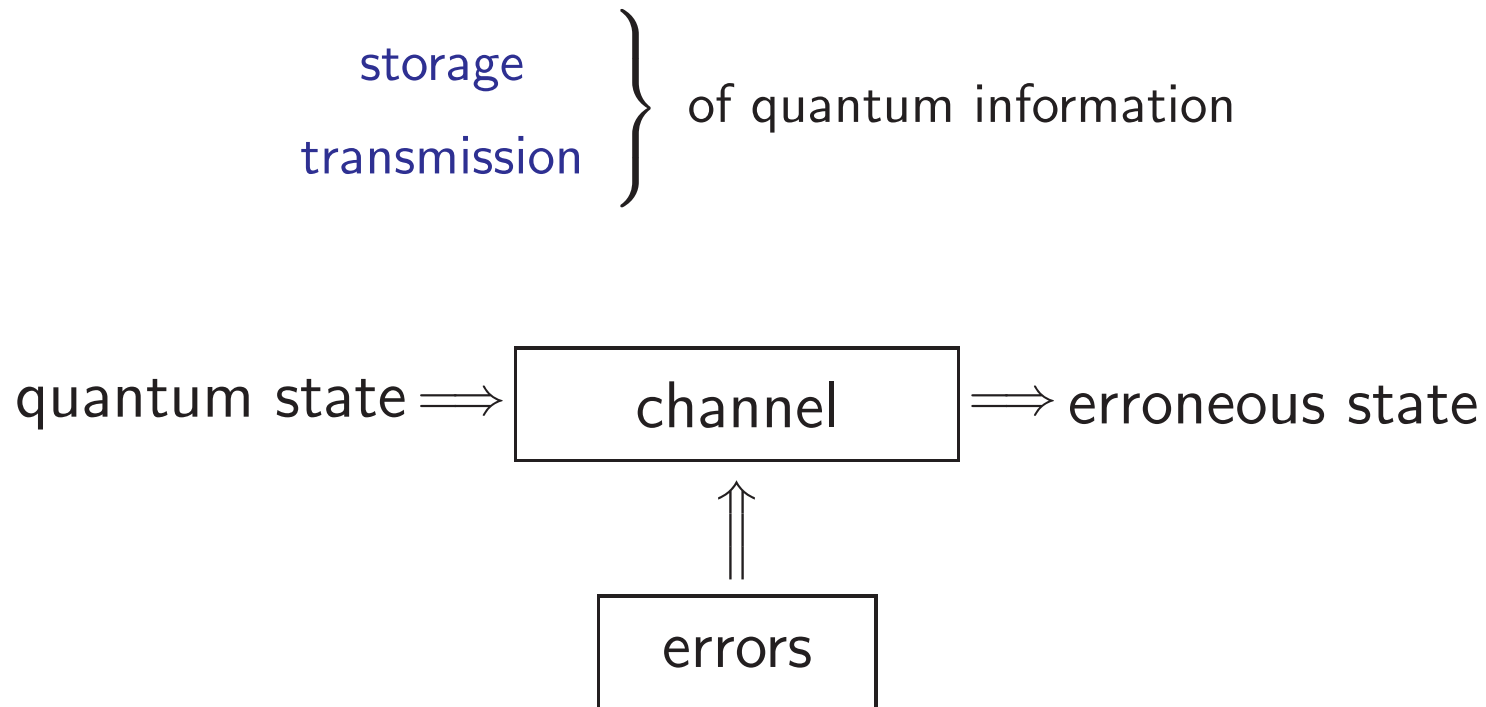 storage
transmission
of quantum information
quantum state ⟹ channel ⟹ erroneous state
errors